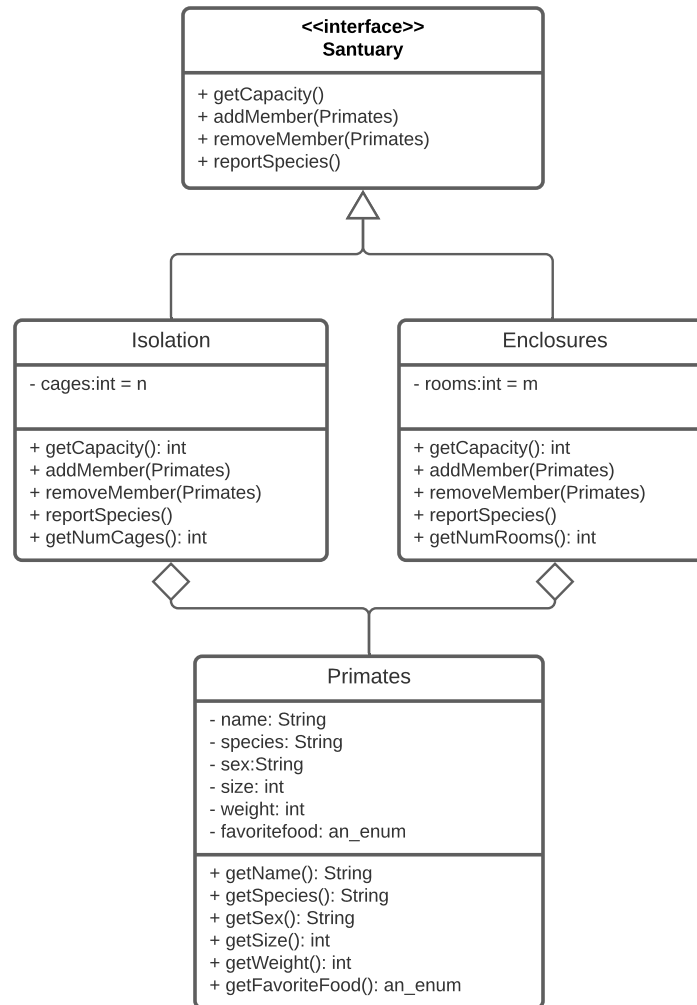 <<interface>>
Santuary
+ getCapacity()
+ addMember(Primates)
+ removeMember(Primates)
+ reportSpecies()
Isolation
- cages:int = n
+ getCapacity(): int
+ addMember(Primates)
+ removeMember(Primates)
+ reportSpecies()
+ getNumCages(): int
Enclosures
- rooms:int = m
+ getCapacity(): int
+ addMember(Primates)
+ removeMember(Primates)
+ reportSpecies()
+ getNumRooms(): int
Primates
- name: String
- species: String
- sex:String
- size: int
- weight: int
- favoritefood: an_enum
+ getName(): String
+ getSpecies(): String
+ getSex(): String
+ getSize(): int
+ getWeight(): int
+ getFavoriteFood(): an_enum